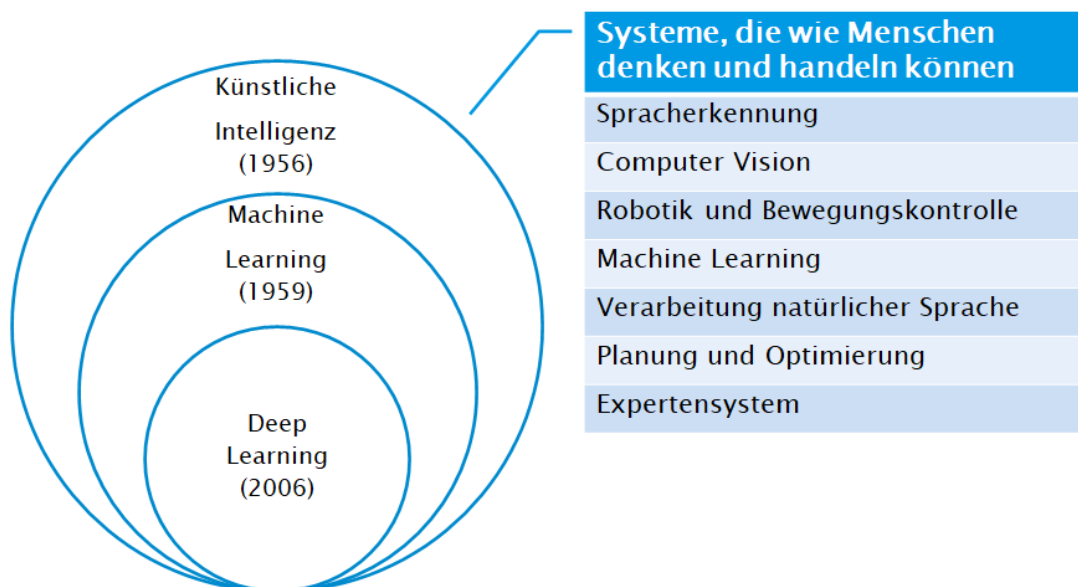 Künstliche
Intelligenz
(1956)
Machine
Learning
(1959)
Deep
Learning
(2006)
Systeme, die wie Menschen
denken und handeln können
Spracherkennung
Computer Vision
Robotik und Bewegungskontrolle
Machine Learning
Verarbeitung natürlicher Sprache
Planung und Optimierung
Expertensystem